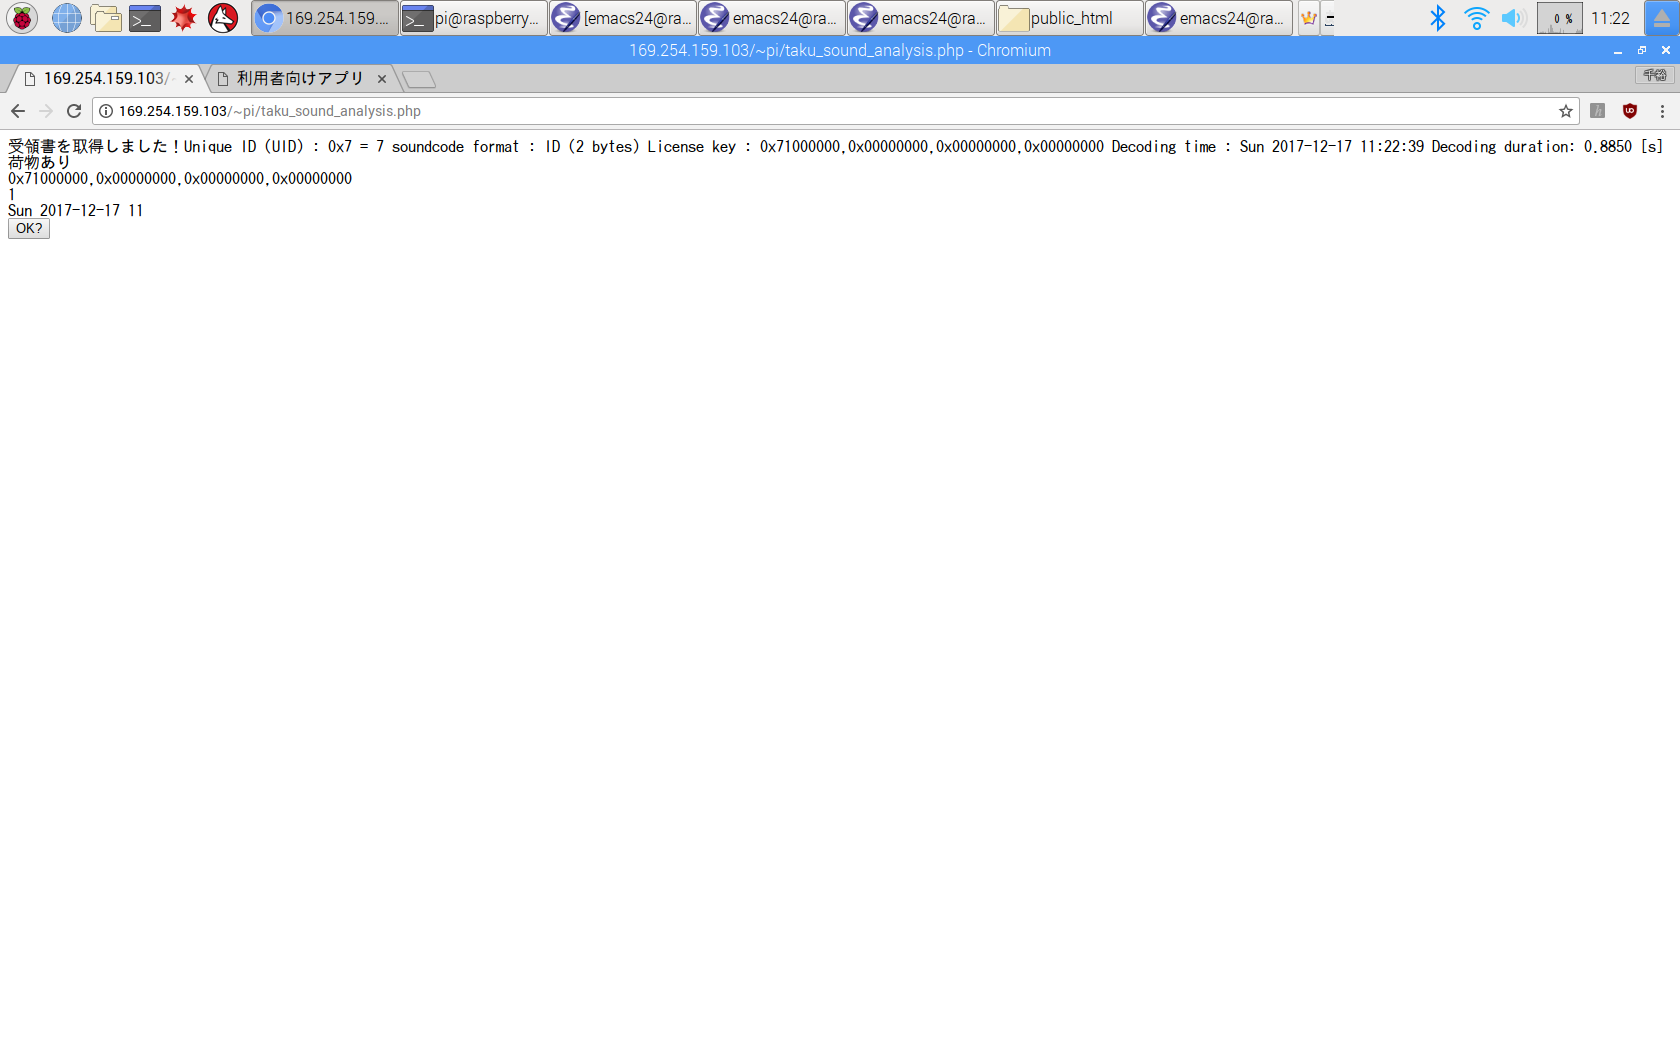 169.254.159.... pi@raspberry... [emacs24@ra... emacs24@ra... emacs24@ra... public_html emacs24@ra... 0 % 11:22
169.254.159.103/~pi/taku_sound_analysis.php - Chromium
169.254.159.103/~ 利用者向けアプリ 千裕
169.254.159.103/~pi/taku_sound_analysis.php
受領書を取得しました！Unique ID (UID) : 0x7 = 7 soundcode format : ID (2 bytes) License key : 0x71000000,0x00000000,0x00000000,0x00000000 Decoding time : Sun 2017-12-17 11:22:39 Decoding duration: 0.8850 [s]
荷物あり
0x71000000,0x00000000,0x00000000,0x00000000
1
Sun 2017-12-17 11
OK?